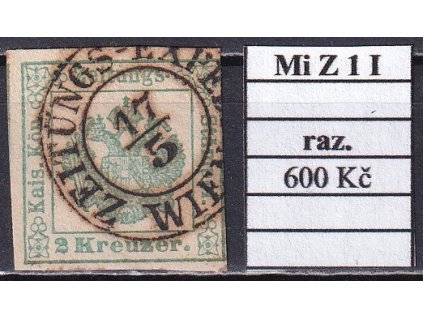 Kais. Kön.
Zeitungs-
2 Kreuzer.
ZEITUNGS-EXPED
WIEN
17/5
Mi Z 1 I
raz.
600 Kč